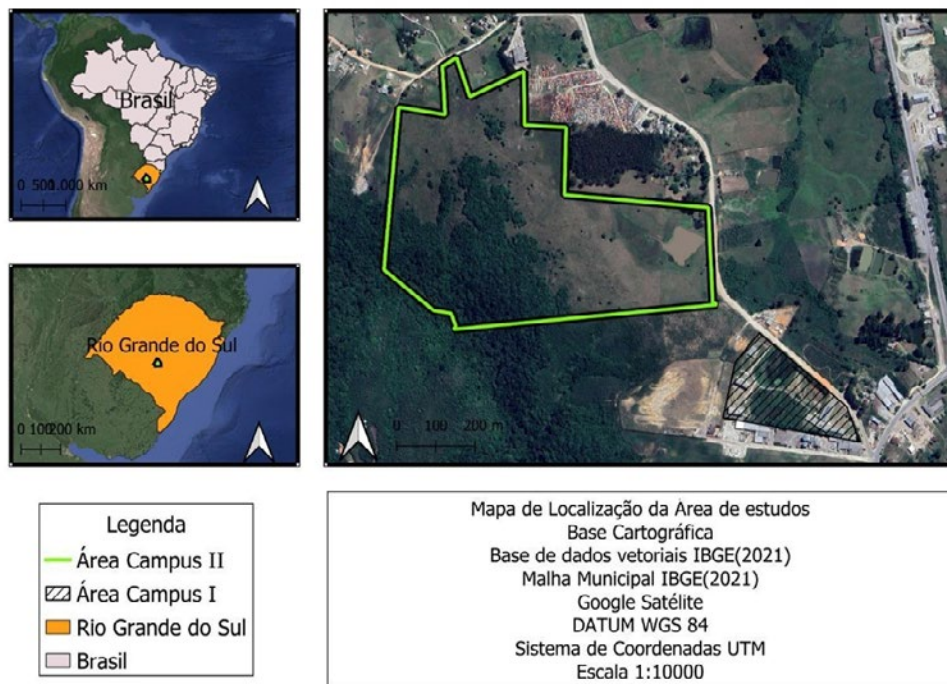 Brasil
0 500 1.000 km
Rio Grande do Sul
0 100 200 km
0 100 200 m
Legenda
Área Campus II
Área Campus I
Rio Grande do Sul
Brasil
Mapa de Localização da Área de estudos
Base Cartográfica
Base de dados vetoriais IBGE(2021)
Malha Municipal IBGE(2021)
Google Satélite
DATUM WGS 84
Sistema de Coordenadas UTM
Escala 1:10000